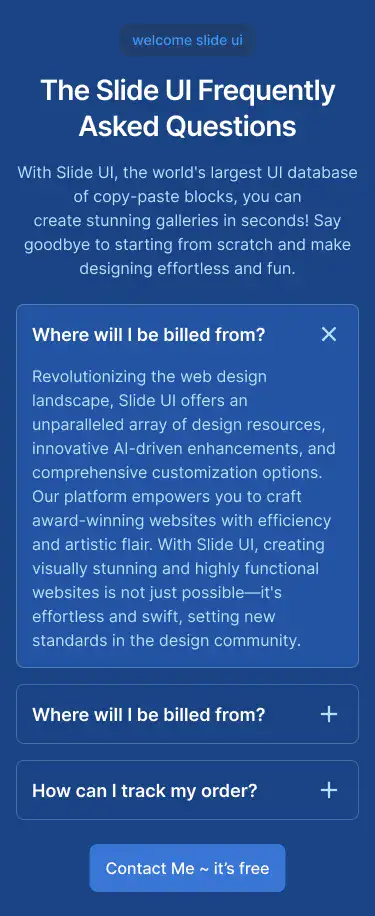 welcome slide ui
The Slide UI Frequently
Asked Questions
With Slide UI, the world's largest UI database
of copy-paste blocks, you can
create stunning galleries in seconds! Say
goodbye to starting from scratch and make
designing effortless and fun.
Where will I be billed from?
Revolutionizing the web design
landscape, Slide UI offers an
unparalleled array of design resources,
innovative AI-driven enhancements, and
comprehensive customization options.
Our platform empowers you to craft
award-winning websites with efficiency
and artistic flair. With Slide UI, creating
visually stunning and highly functional
websites is not just possible—it's
effortless and swift, setting new
standards in the design community.
Where will I be billed from?
How can I track my order?
Contact Me ~ it’s free